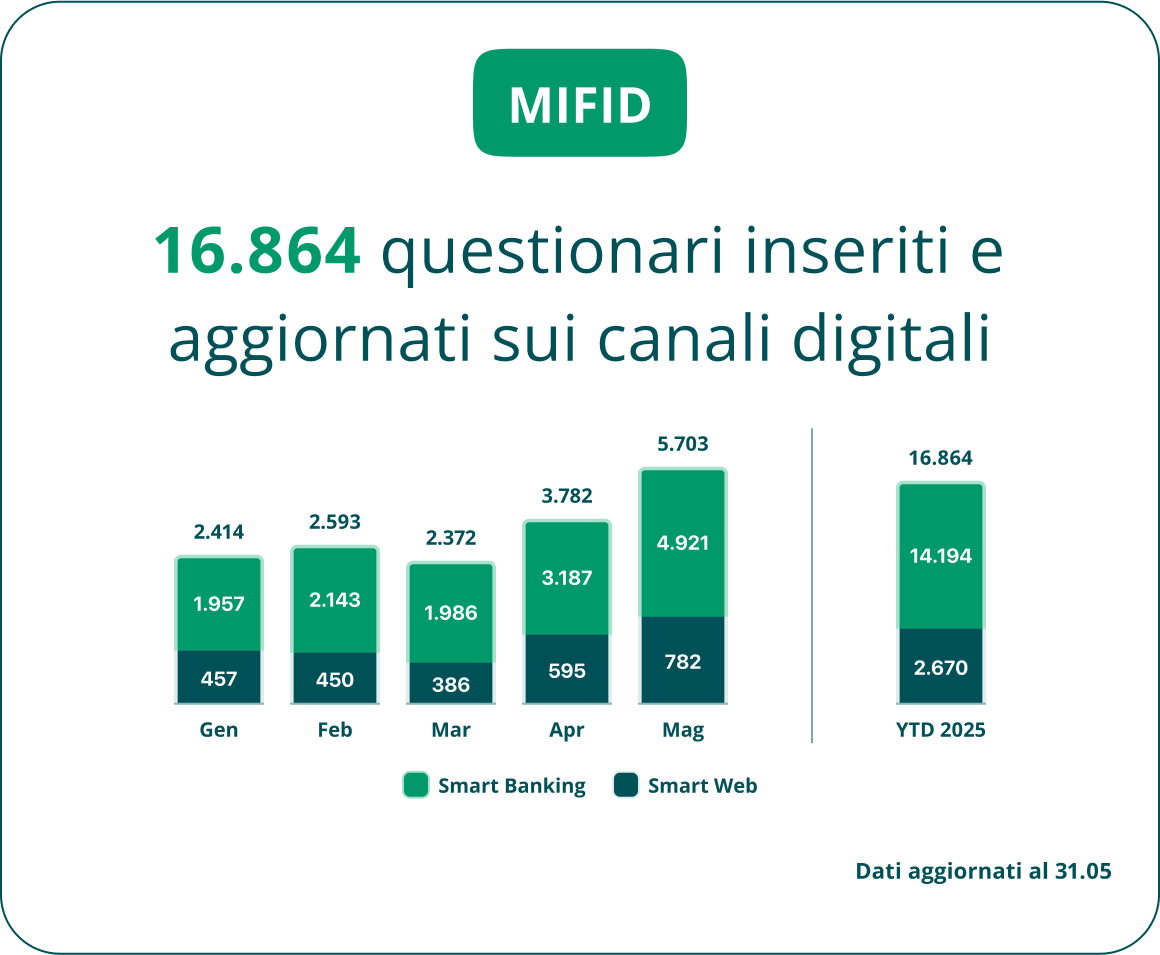 MIFID
16.864 questionari inseriti e
aggiornati sui canali digitali
2.414
2.593
2.372
3.782
5.703
16.864
1.957
2.143
1.986
3.187
4.921
14.194
457
450
386
595
782
2.670
Gen
Feb
Mar
Apr
Mag
YTD 2025
Smart Banking
Smart Web
Dati aggiornati al 31.05